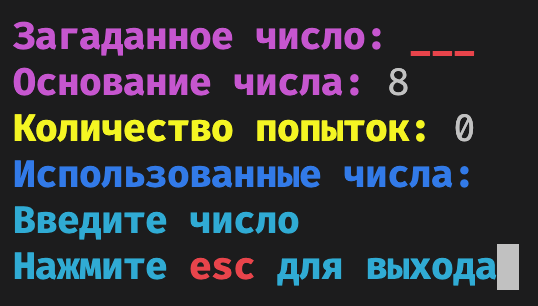 Загаданное число: ___
Основание числа: 8
Количество попыток: 0
Использованные числа:
Введите число
Нажмите esc для выхода